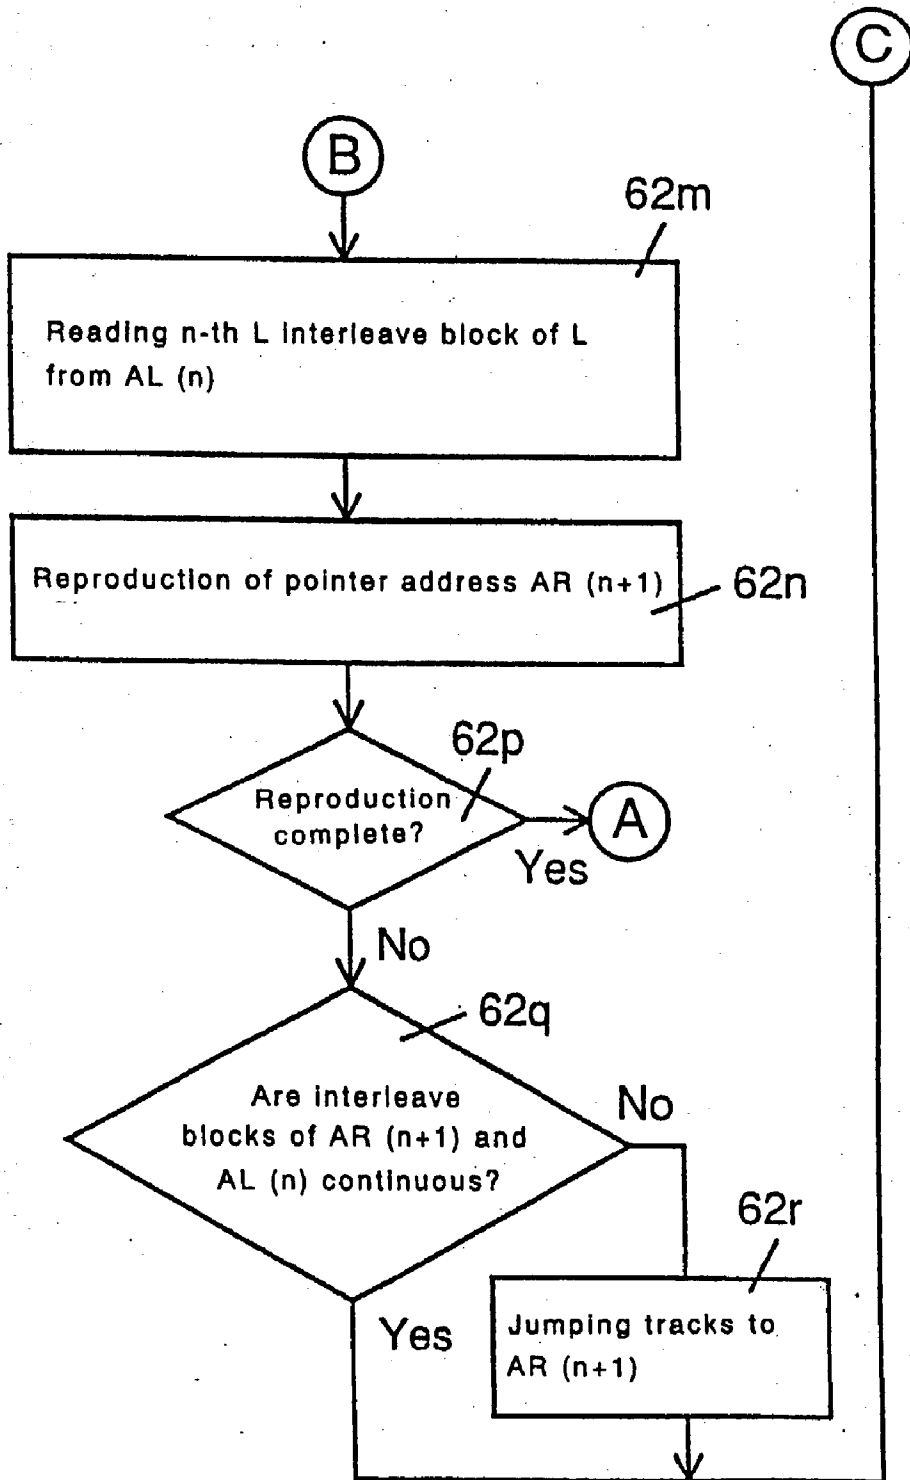 C
B
62m
Reading n-th L interleave block of L
from AL (n)
Reproduction of pointer address AR (n+1)
62n
62p
Reproduction
complete?
A
Yes
No
62q
Are interleave
blocks of AR (n+1) and
AL (n) continuous?
No
62r
Yes
Jumping tracks to
AR (n+1)